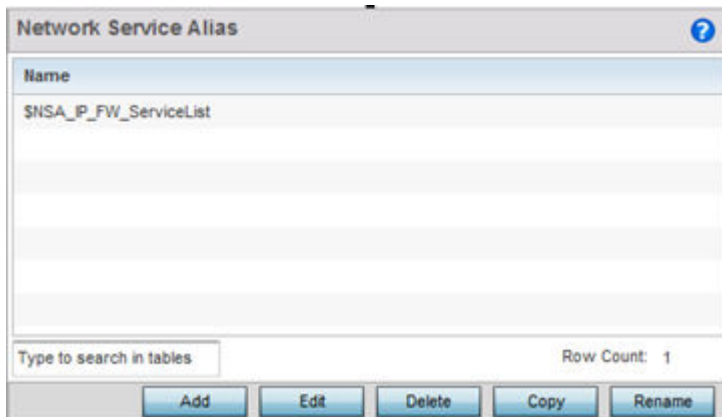 Network Service Alias ?
Name
$NSA_IP_FW_ServiceList
Type to search in tables Row Count: 1
Add Edit Delete Copy Rename